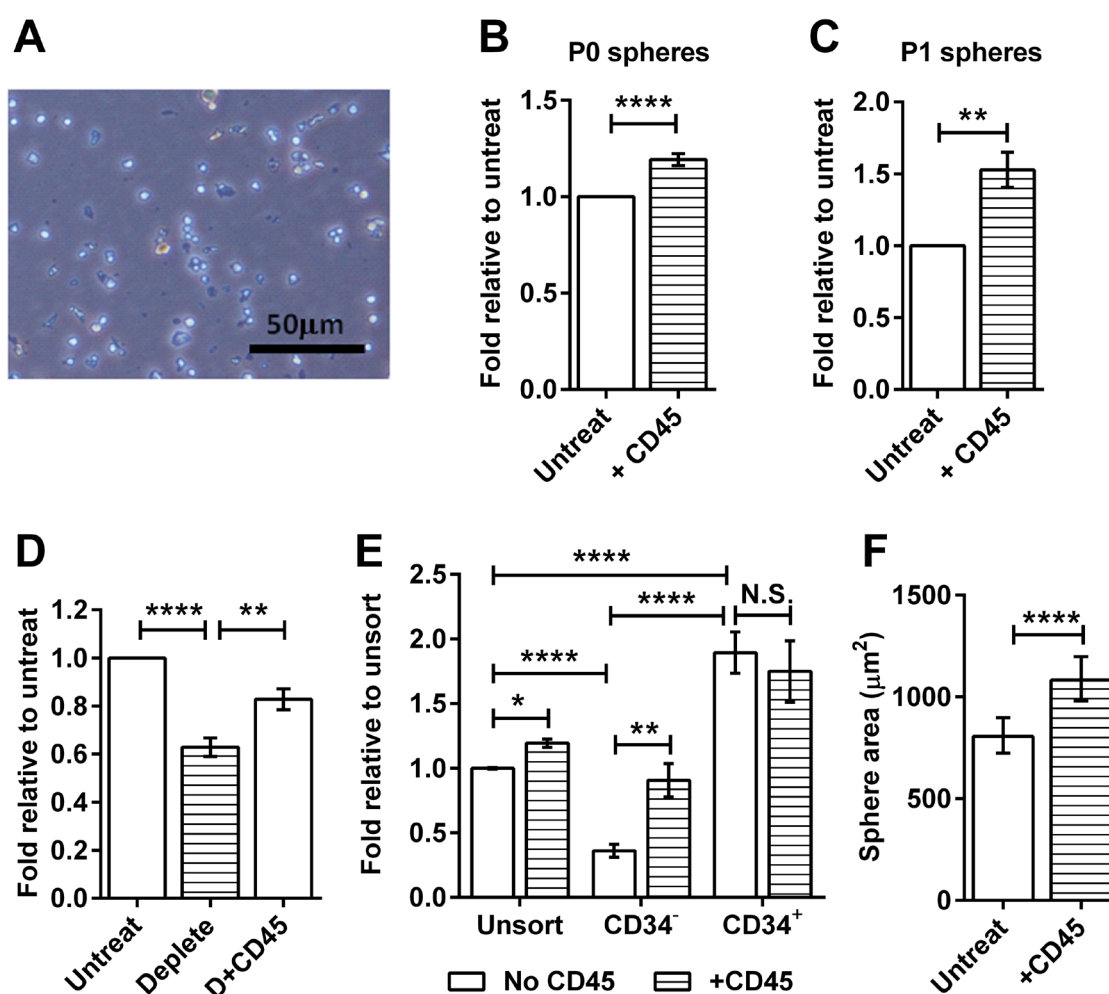 A
50μm
B
P0 spheres
Fold relative to untreat
1.5
1.0
0.5
0.0
****
Untreat
+ CD45
C
P1 spheres
Fold relative to untreat
2.0
1.5
1.0
0.5
0.0
**
Untreat
+ CD45
D
Fold relative to untreat
1.2
1.0
0.8
0.6
0.4
0.2
0.0
**** **
Untreat
Deplete
D+CD45
E
Fold relative to unsort
2.5
2.0
1.5
1.0
0.5
0.0
****
N.S.
****
****
*
**
Unsort CD34⁻ CD34⁺
No CD45 +CD45
F
Sphere area (μm²)
1500
1000
500
0
****
Untreat
+CD45